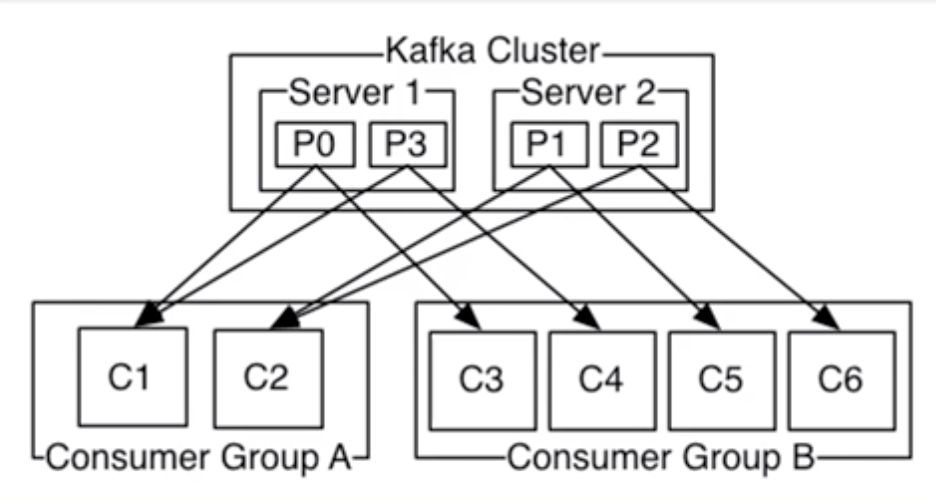 Kafka Cluster
Server 1
Server 2
P0
P3
P1
P2
C1
C2
C3
C4
C5
C6
Consumer Group A
Consumer Group B